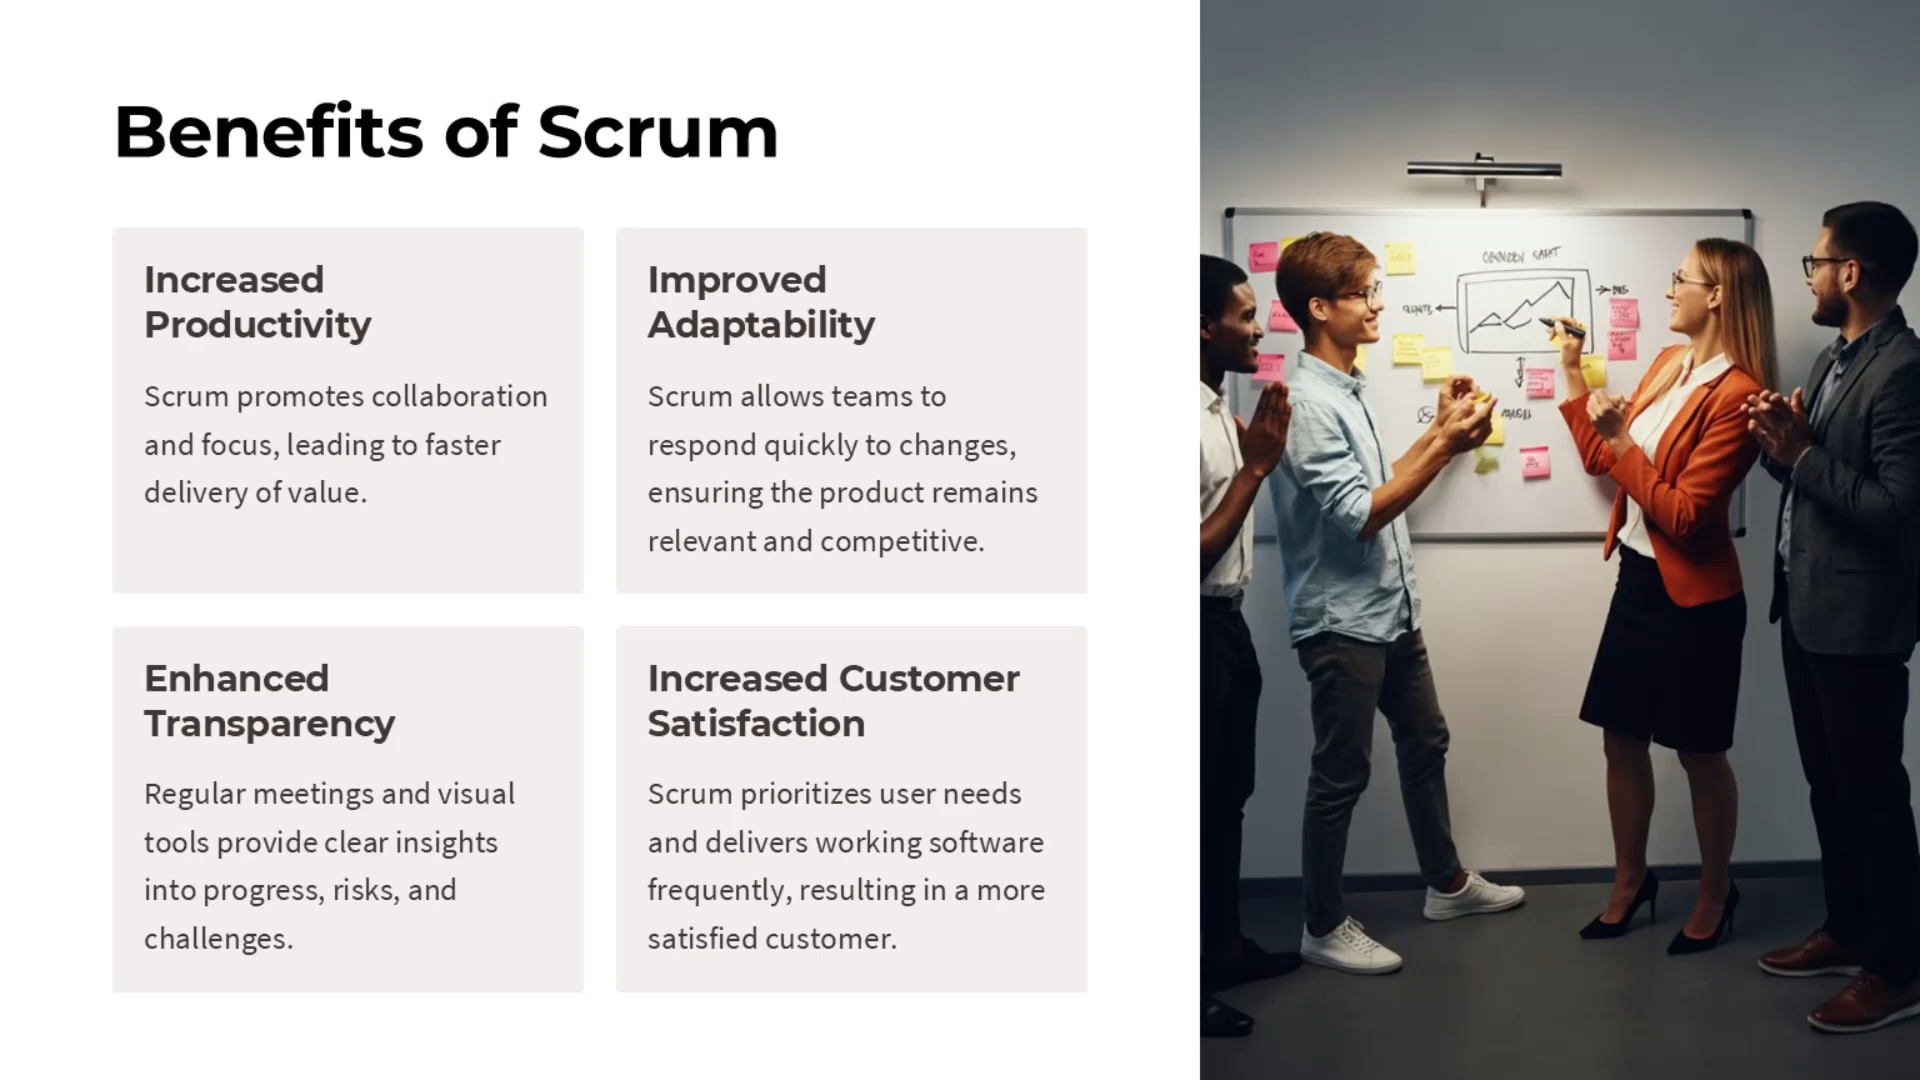 Benefits of Scrum
Increased
Productivity
Scrum promotes collaboration
and focus, leading to faster
delivery of value.
Improved
Adaptability
Scrum allows teams to
respond quickly to changes,
ensuring the product remains
relevant and competitive.
Enhanced
Transparency
Regular meetings and visual
tools provide clear insights
into progress, risks, and
challenges.
Increased Customer
Satisfaction
Scrum prioritizes user needs
and delivers working software
frequently, resulting in a more
satisfied customer.